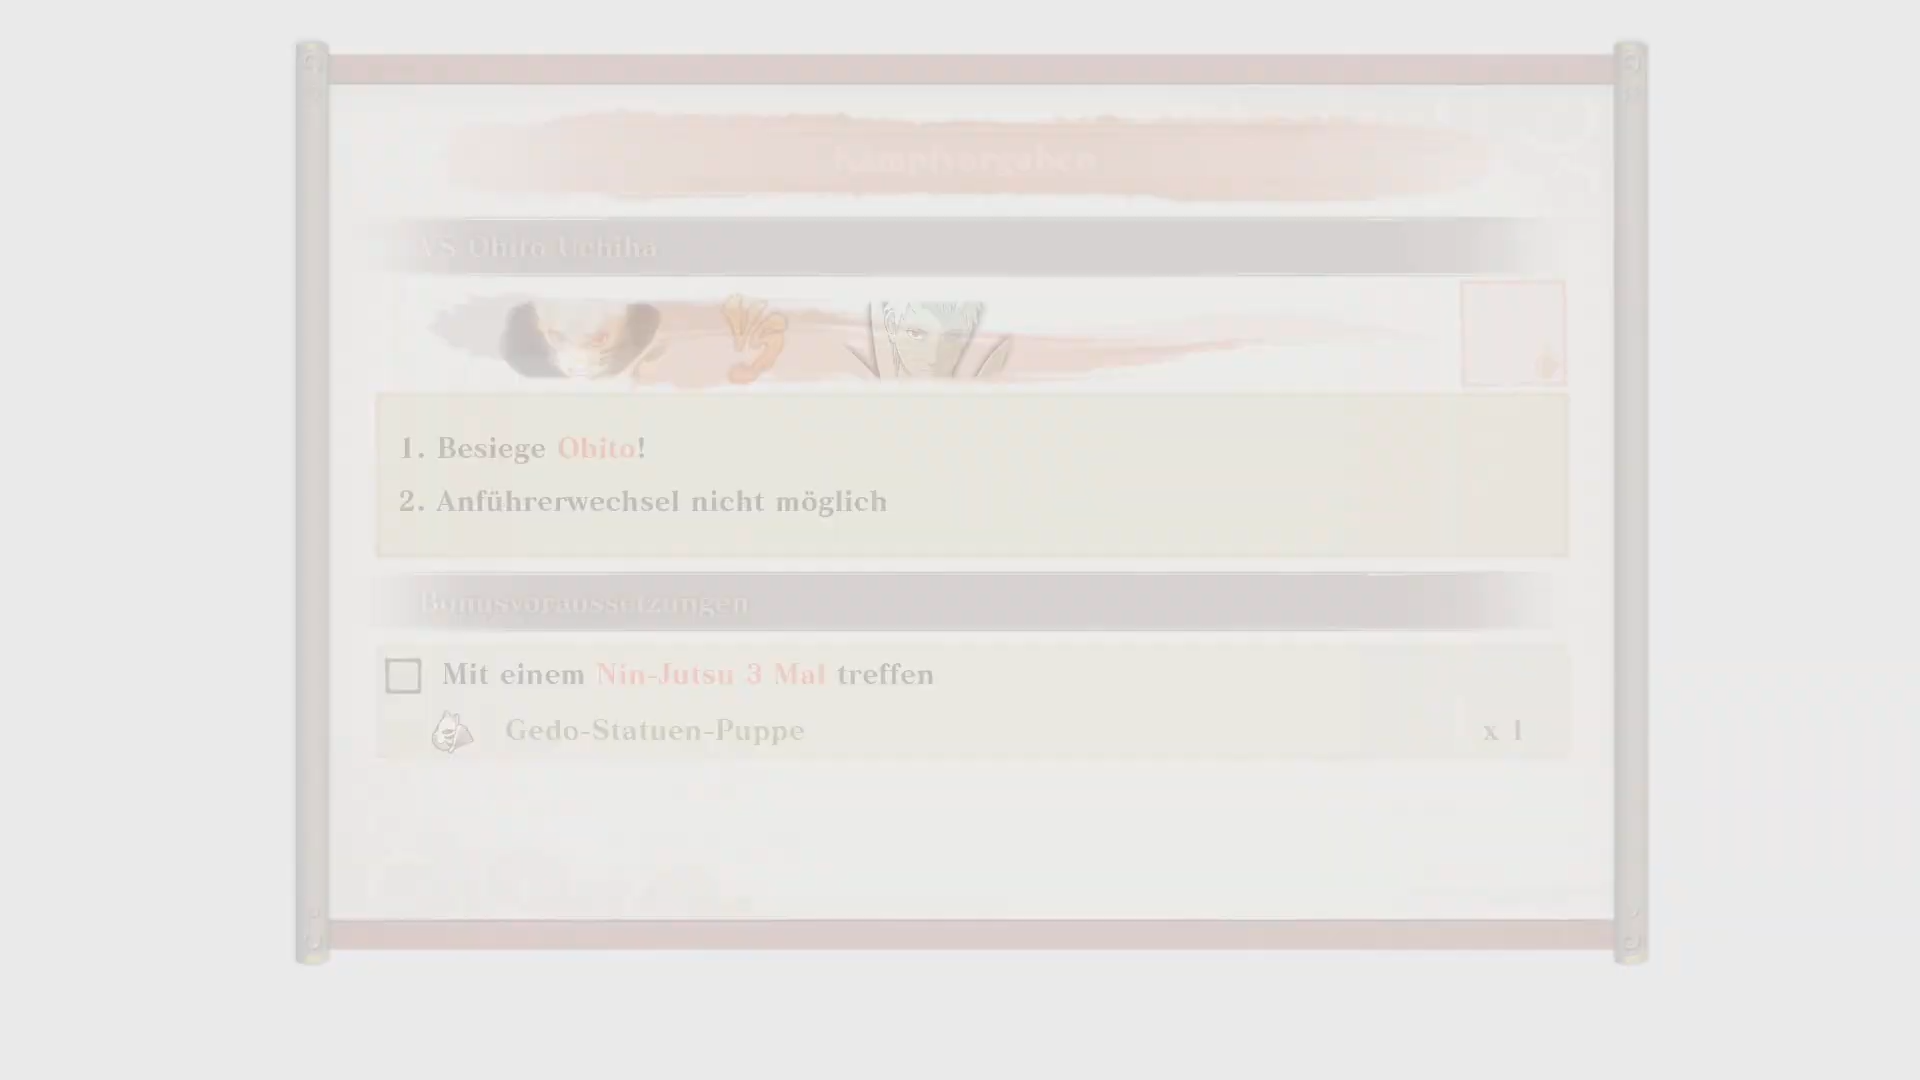 Kampfvorgaben
VS Obito Uchiha
VS
1. Besiege Obito!
2. Anführerwechsel nicht möglich
Bonusvoraussetzungen
Mit einem Nin-Jutsu 3 Mal treffen
Gedo-Statuen-Puppe x 1